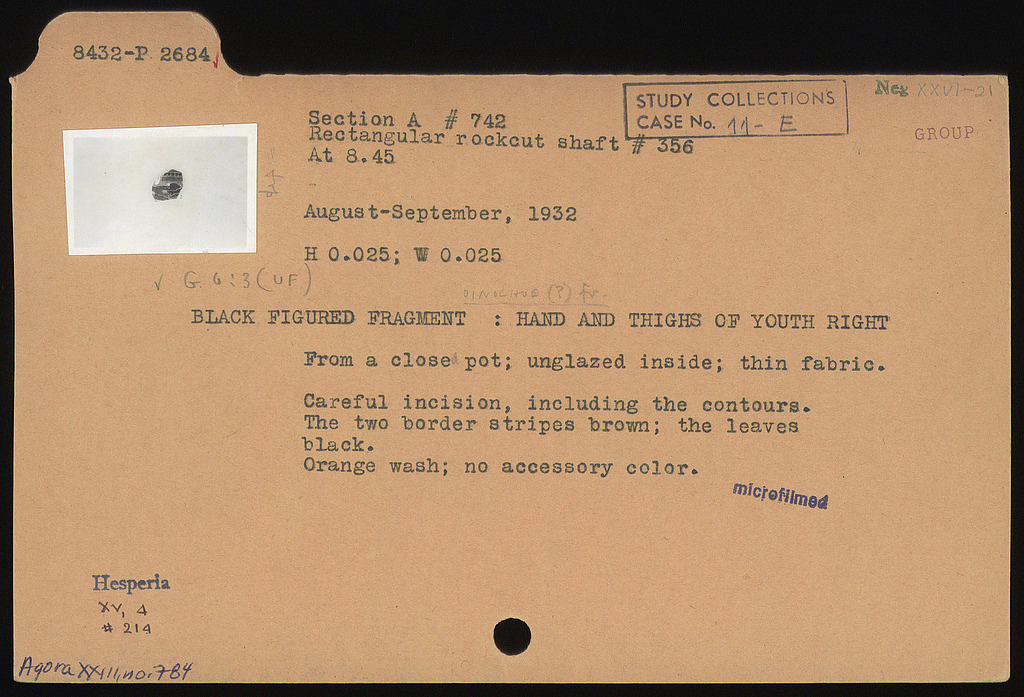 8432-P 2684
Neg XXVI-21
STUDY COLLECTIONS
CASE No. 11- E
GROUP
Section A # 742
Rectangular rockcut shaft # 356
At 8.45
August-September, 1932
H 0.025; W 0.025
√ G 6:3 (UF)
OINOCHOE (?) fr.
BLACK FIGURED FRAGMENT : HAND AND THIGHS OF YOUTH RIGHT
From a closed pot; unglazed inside; thin fabric.
Careful incision, including the contours.
The two border stripes brown; the leaves
black.
Orange wash; no accessory color.
microfilmed
Hesperia
XV, 4
# 214
Agora XXIII, no. 784